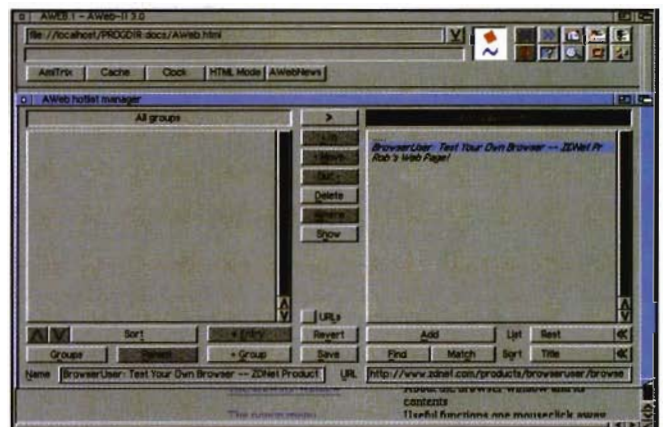 AWEB.1 - AWeb-II 3.0
file://localhost/PROGDIR:docs/AWeb.html
AmiTrix Cache Clock HTML Mode AWebNews
AWeb hotlist manager
All groups
>
BrowserUser: Test Your Own Browser -- ZDNet Pr
Rob's Web Page!
Delete
Show
URLs
Sort + Entry Revert Add List Rest
Groups + Group Save Find Match Sort Title
Name BrowserUser: Test Your Own Browser -- ZDNet Product URL http://www.zdnet.com/products/browseruser/browse
contents
The popup menu Useful functions one mouseclick away